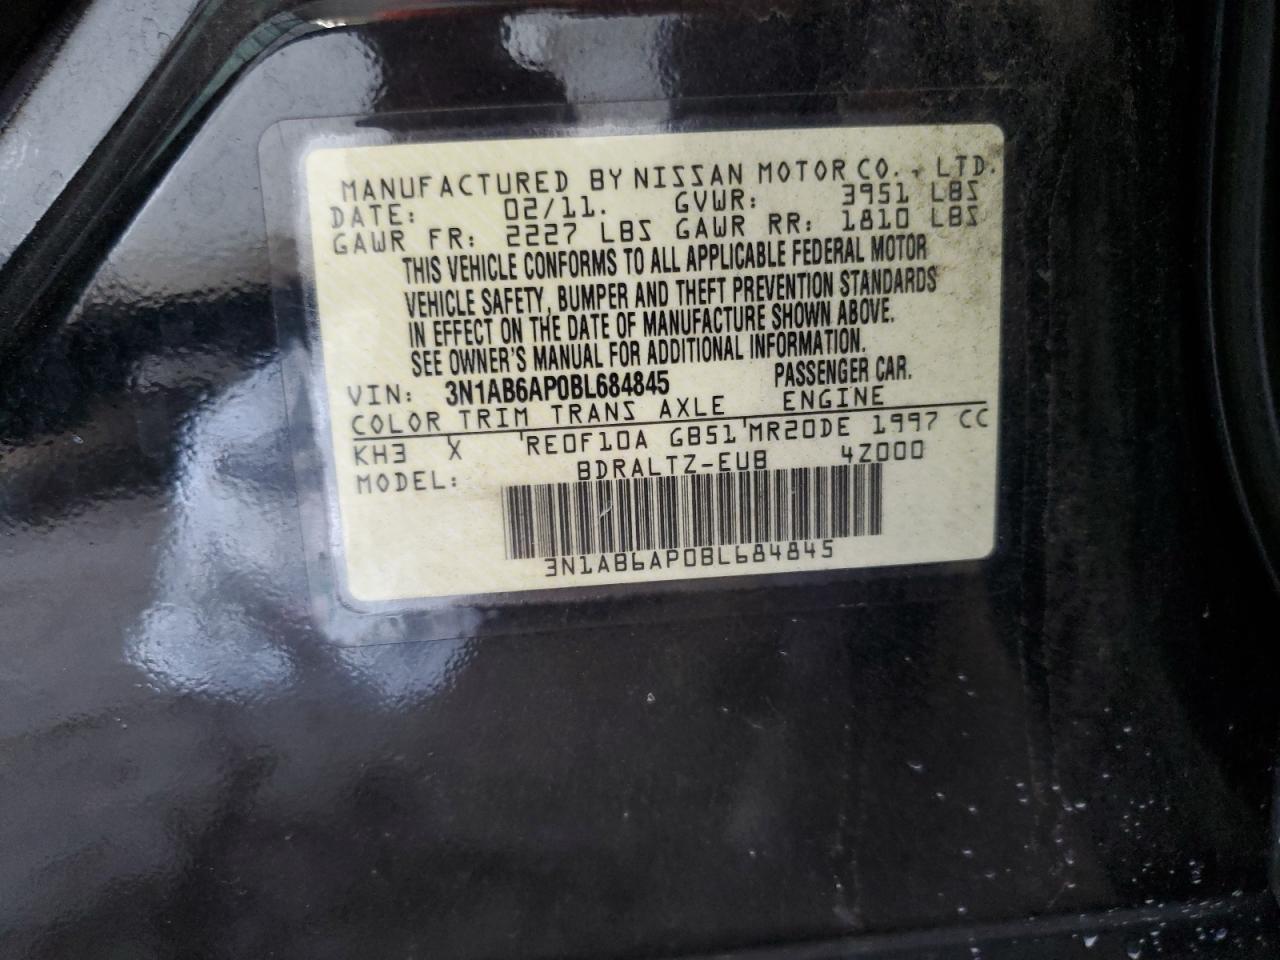 MANUFACTURED BY NISSAN MOTOR CO., LTD.
DATE: 02/11. GVWR: 3951 LBS
GAWR FR: 2227 LBS GAWR RR: 1810 LBS
THIS VEHICLE CONFORMS TO ALL APPLICABLE FEDERAL MOTOR
VEHICLE SAFETY, BUMPER AND THEFT PREVENTION STANDARDS
IN EFFECT ON THE DATE OF MANUFACTURE SHOWN ABOVE.
SEE OWNER'S MANUAL FOR ADDITIONAL INFORMATION.
VIN: 3N1AB6AP0BL684845 PASSENGER CAR.
COLOR TRIM TRANS AXLE ENGINE
KH3 X RE0F10A GB51 MR20DE 1997 CC
MODEL: BDRALTZ-EUB 4Z000
3N1AB6AP0BL684845